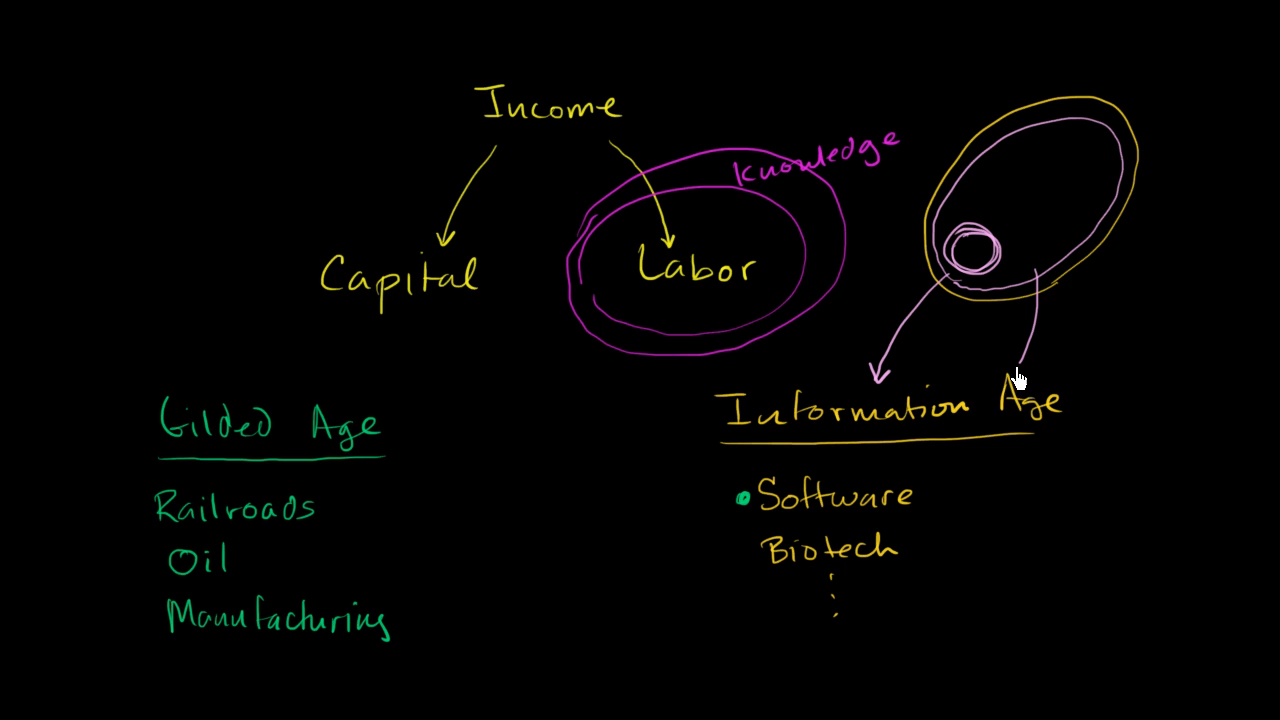 Income
Knowledge
Capital
Labor
Gilded Age
Railroads
Oil
Manufacturing
Information Age
Software
Biotech